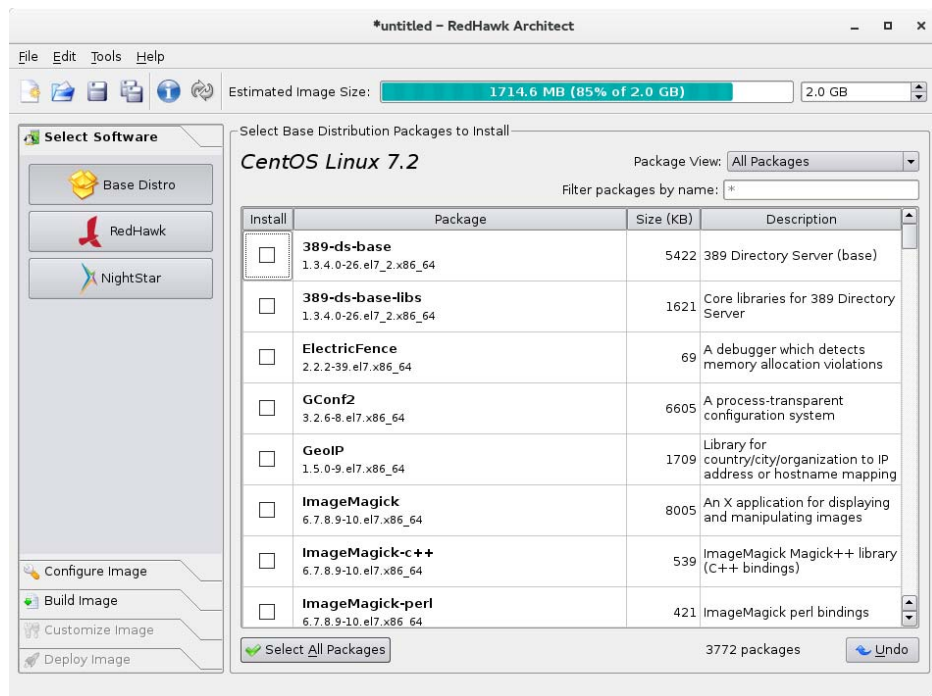 *untitled – RedHawk Architect
File Edit Tools Help
Estimated Image Size: 1714.6 MB (85% of 2.0 GB) 2.0 GB
Select Software
Base Distro
RedHawk
NightStar
Configure Image
Build Image
Customize Image
Deploy Image
Select Base Distribution Packages to Install
CentOS Linux 7.2
Package View: All Packages
Filter packages by name: *
Install Package Size (KB) Description
389-ds-base
1.3.4.0-26.el7_2.x86_64
5422 389 Directory Server (base)
389-ds-base-libs
1.3.4.0-26.el7_2.x86_64
1621 Core libraries for 389 Directory
Server
ElectricFence
2.2.2-39.el7.x86_64
69 A debugger which detects
memory allocation violations
GConf2
3.2.6-8.el7.x86_64
6605 A process-transparent
configuration system
GeoIP
1.5.0-9.el7.x86_64
1709 Library for
country/city/organization to IP
address or hostname mapping
ImageMagick
6.7.8.9-10.el7.x86_64
8005 An X application for displaying
and manipulating images
ImageMagick-c++
6.7.8.9-10.el7.x86_64
539 ImageMagick Magick++ library
(C++ bindings)
ImageMagick-perl
6.7.8.9-10.el7.x86_64
421 ImageMagick perl bindings
Select All Packages 3772 packages Undo